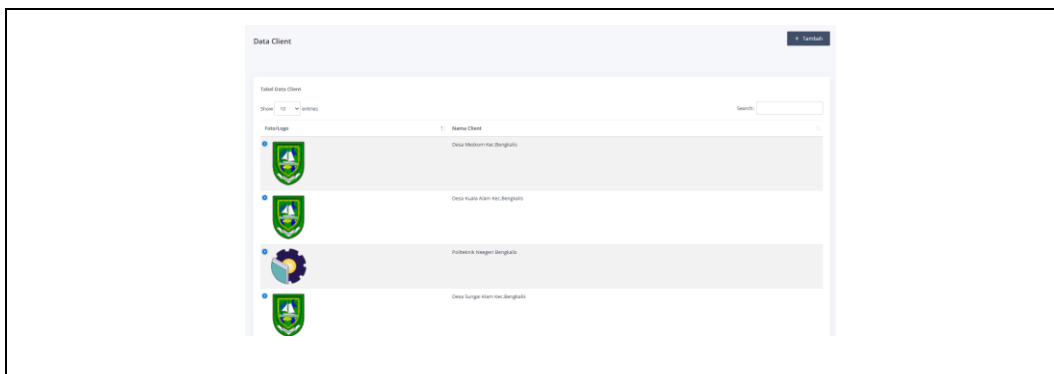 Data Client
+ Tambah
Tabel Data Client
Show 10 entries
Search:
Foto/Logo Nama Client
Desa Meskom Kec.Bengkalis
Desa Kuala Alam Kec.Bengkalis
Politeknik Neegeri Bengkalis
Desa Sungai Alam Kec.Bengkalis